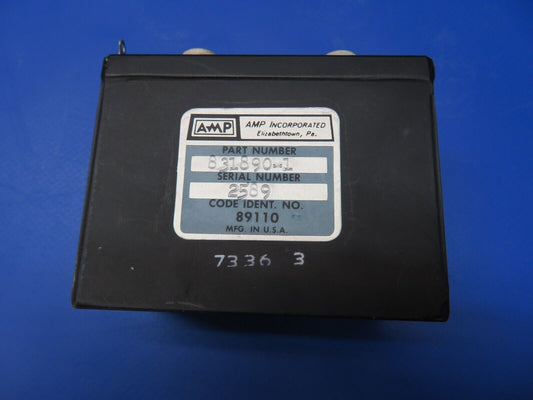 AMP AMP INCORPORATED
Elizabethtown, Pa.
PART NUMBER
831890-1
SERIAL NUMBER
2589
CODE IDENT. NO.
89110
MFG. IN U.S.A.
7336 3